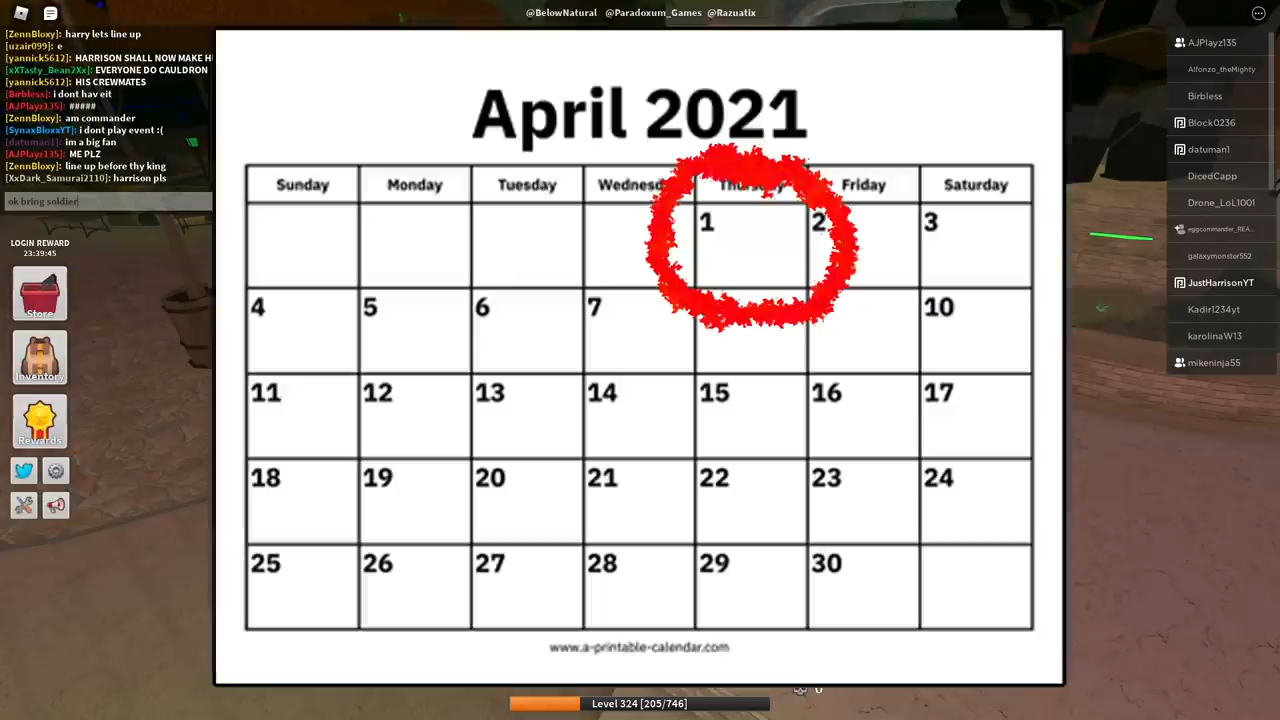 @BelowNatural @Paradoxum_Games @Razuatix
[ZennBloxy]: harry lets line up
[uzair099]: e
[yannick5612]: HARRISON SHALL NOW MAKE
[xXTasty_Bean2Xx]: EVERYONE DO CAULDRON
[yannick5612]: HIS CREWMATES
[Birbless]: i dont hav eit
[AJPlayz135]: #####
[ZennBloxy]: am commander
[SynaxBloxxYT]: i dont play event :(
[datuman1]: im a big fan
[AJPlayz135]: ME PLZ
[ZennBloxy]: line up before thy king
[XxDark_Samurai2110]: harrison pls
ok bring soldier
LOGIN REWARD
23:39:45
Store
Inventory
Rewards
April 2021
Sunday Monday Tuesday Wednesd Thursday Friday Saturday
1 2 3
4 5 6 7 10
11 12 13 14 15 16 17
18 19 20 21 22 23 24
25 26 27 28 29 30
www.a-printable-calendar.com
0
Level 324 [205/746]
AJPlayz135
Alfonzo_theMighty
Birbless
Block0236
datuman1
DicedCapp
Drone_LoL1001
eggcommander_REA...
galaxymonster552
JustHarrisonYT
Kadir1234yt
karolinaW13
mikeninja55